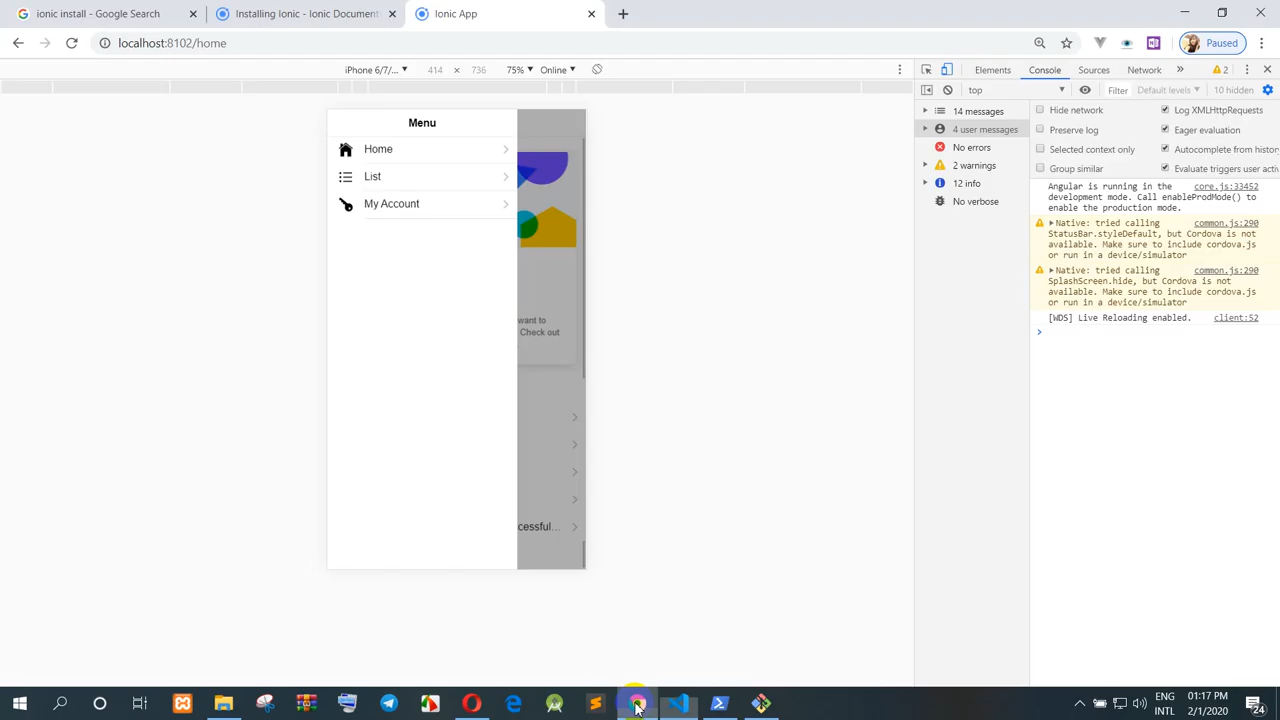 ionic install - Google Search
Installing Ionic - Ionic Document
Ionic App
localhost:8102/home
Paused
iPhone 6/7/... 414 × 736 75% Online
Elements Console Sources Network 2
top Filter Default levels 10 hidden
14 messages
4 user messages
No errors
2 warnings
12 info
No verbose
Hide network Log XMLHttpRequests
Preserve log Eager evaluation
Selected context only Autocomplete from history
Group similar Evaluate triggers user activ
Angular is running in the core.js:33452
development mode. Call enableProdMode() to
enable the production mode.
Native: tried calling common.js:290
StatusBar.styleDefault, but Cordova is not
available. Make sure to include cordova.js
or run in a device/simulator
Native: tried calling common.js:290
SplashScreen.hide, but Cordova is not
available. Make sure to include cordova.js
or run in a device/simulator
[WDS] Live Reloading enabled. client:52
Menu
Home
List
My Account
want to
Check out
cessful...
ENG
INTL
01:17 PM
2/1/2020
24